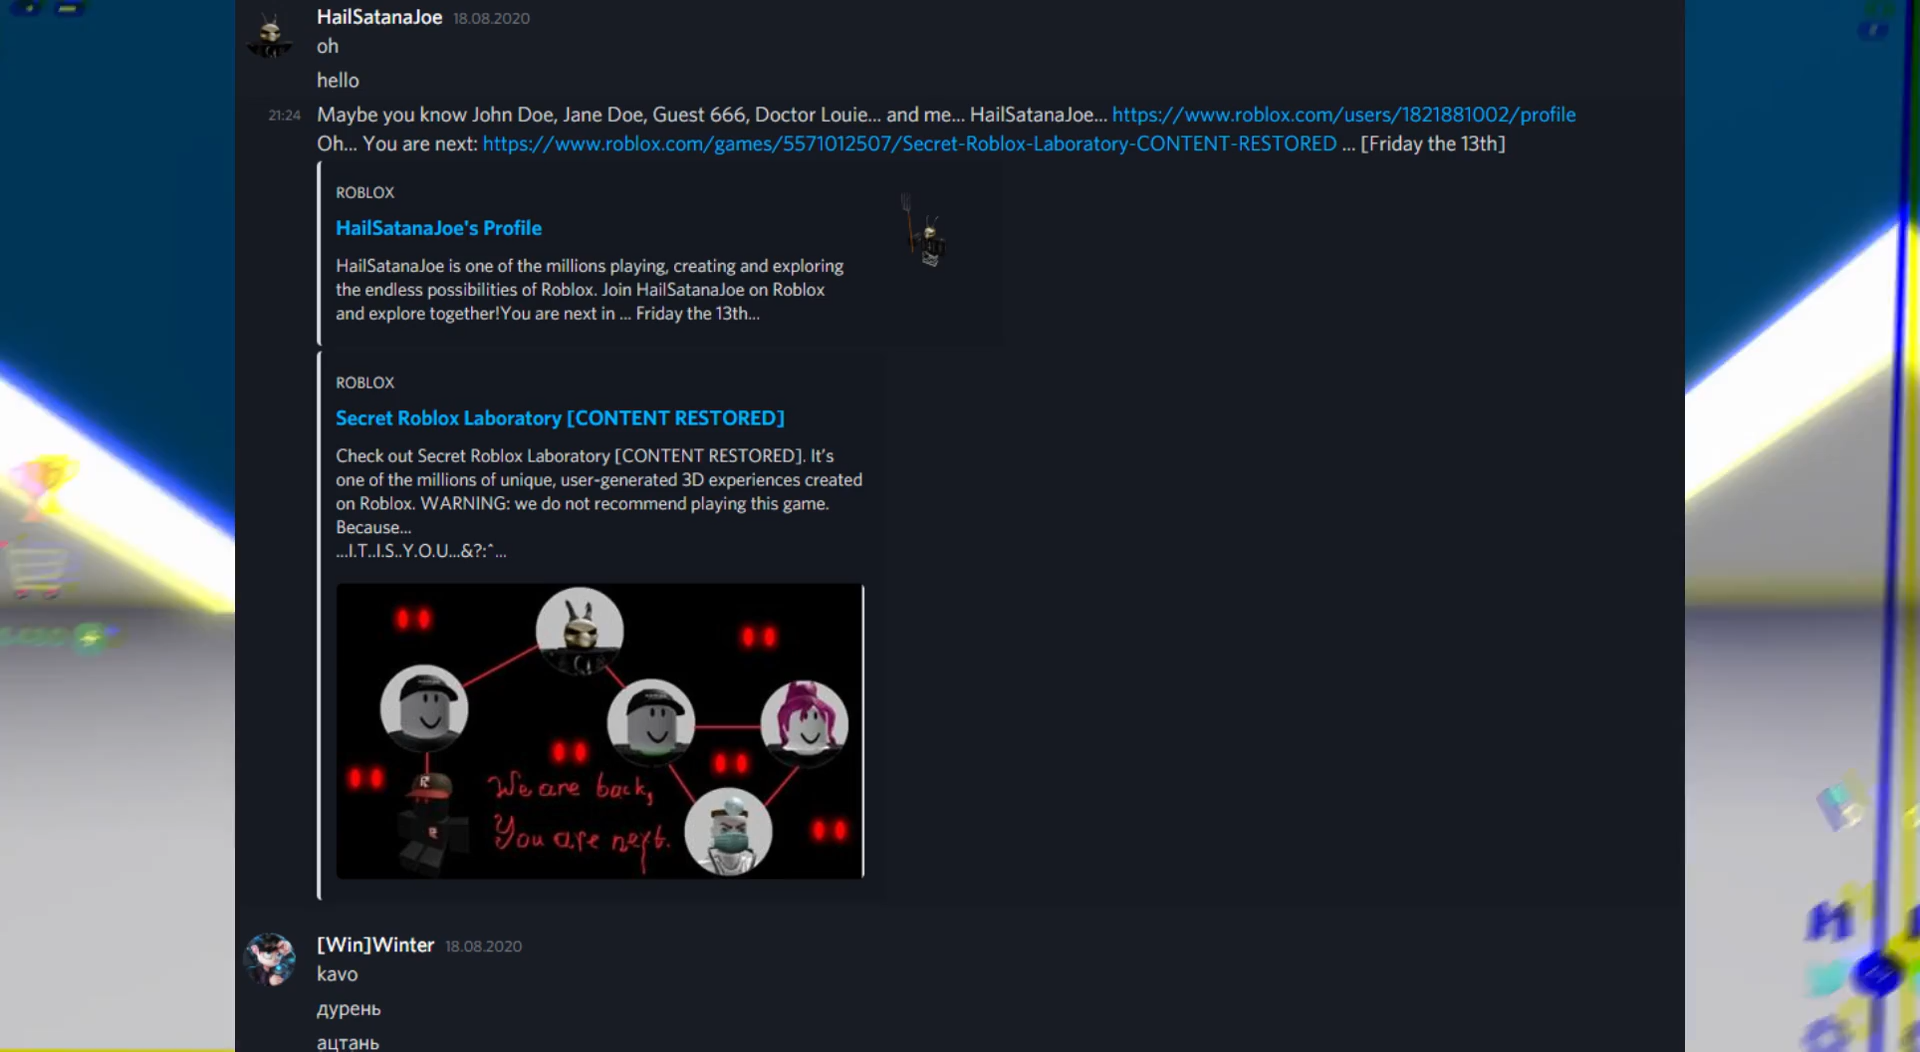 HailSatanaJoe 18.08.2020
oh
hello
21:24 Maybe you know John Doe, Jane Doe, Guest 666, Doctor Louie... and me... HailSatanaJoe... https://www.roblox.com/users/1821881002/profile
Oh... You are next: https://www.roblox.com/games/5571012507/Secret-Roblox-Laboratory-CONTENT-RESTORED ... [Friday the 13th]
ROBLOX
HailSatanaJoe's Profile
HailSatanaJoe is one of the millions playing, creating and exploring
the endless possibilities of Roblox. Join HailSatanaJoe on Roblox
and explore together!You are next in ... Friday the 13th...
ROBLOX
Secret Roblox Laboratory [CONTENT RESTORED]
Check out Secret Roblox Laboratory [CONTENT RESTORED]. It’s
one of the millions of unique, user-generated 3D experiences created
on Roblox. WARNING: we do not recommend playing this game.
Because...
...I.T..I.S..Y.O.U...&?:^...
We are back,
You are next.
[Win]Winter 18.08.2020
kavo
дурень
ацтань